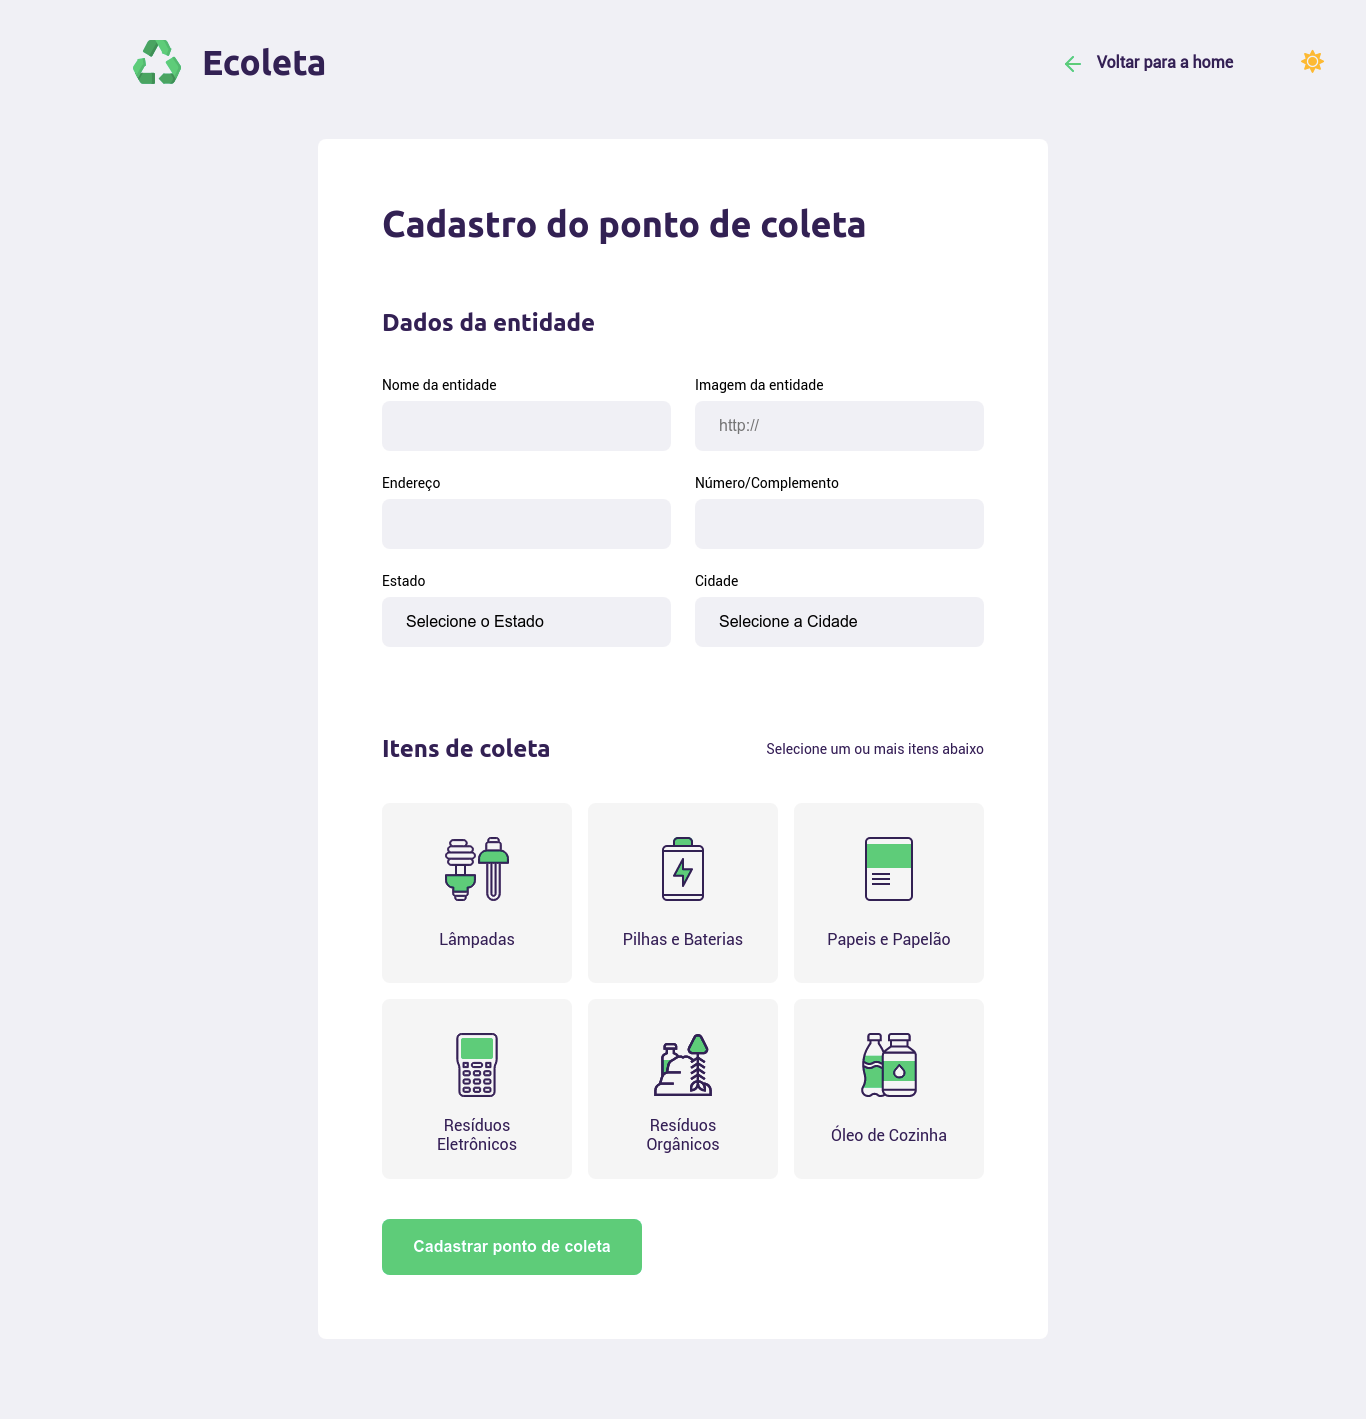 Ecoleta
Voltar para a home
Cadastro do ponto de coleta
Dados da entidade
Nome da entidade
Imagem da entidade
http://
Endereço
Número/Complemento
Estado
Cidade
Selecione o Estado
Selecione a Cidade
Itens de coleta
Selecione um ou mais itens abaixo
Lâmpadas
Pilhas e Baterias
Papeis e Papelão
Resíduos
Eletrônicos
Resíduos
Orgânicos
Óleo de Cozinha
Cadastrar ponto de coleta